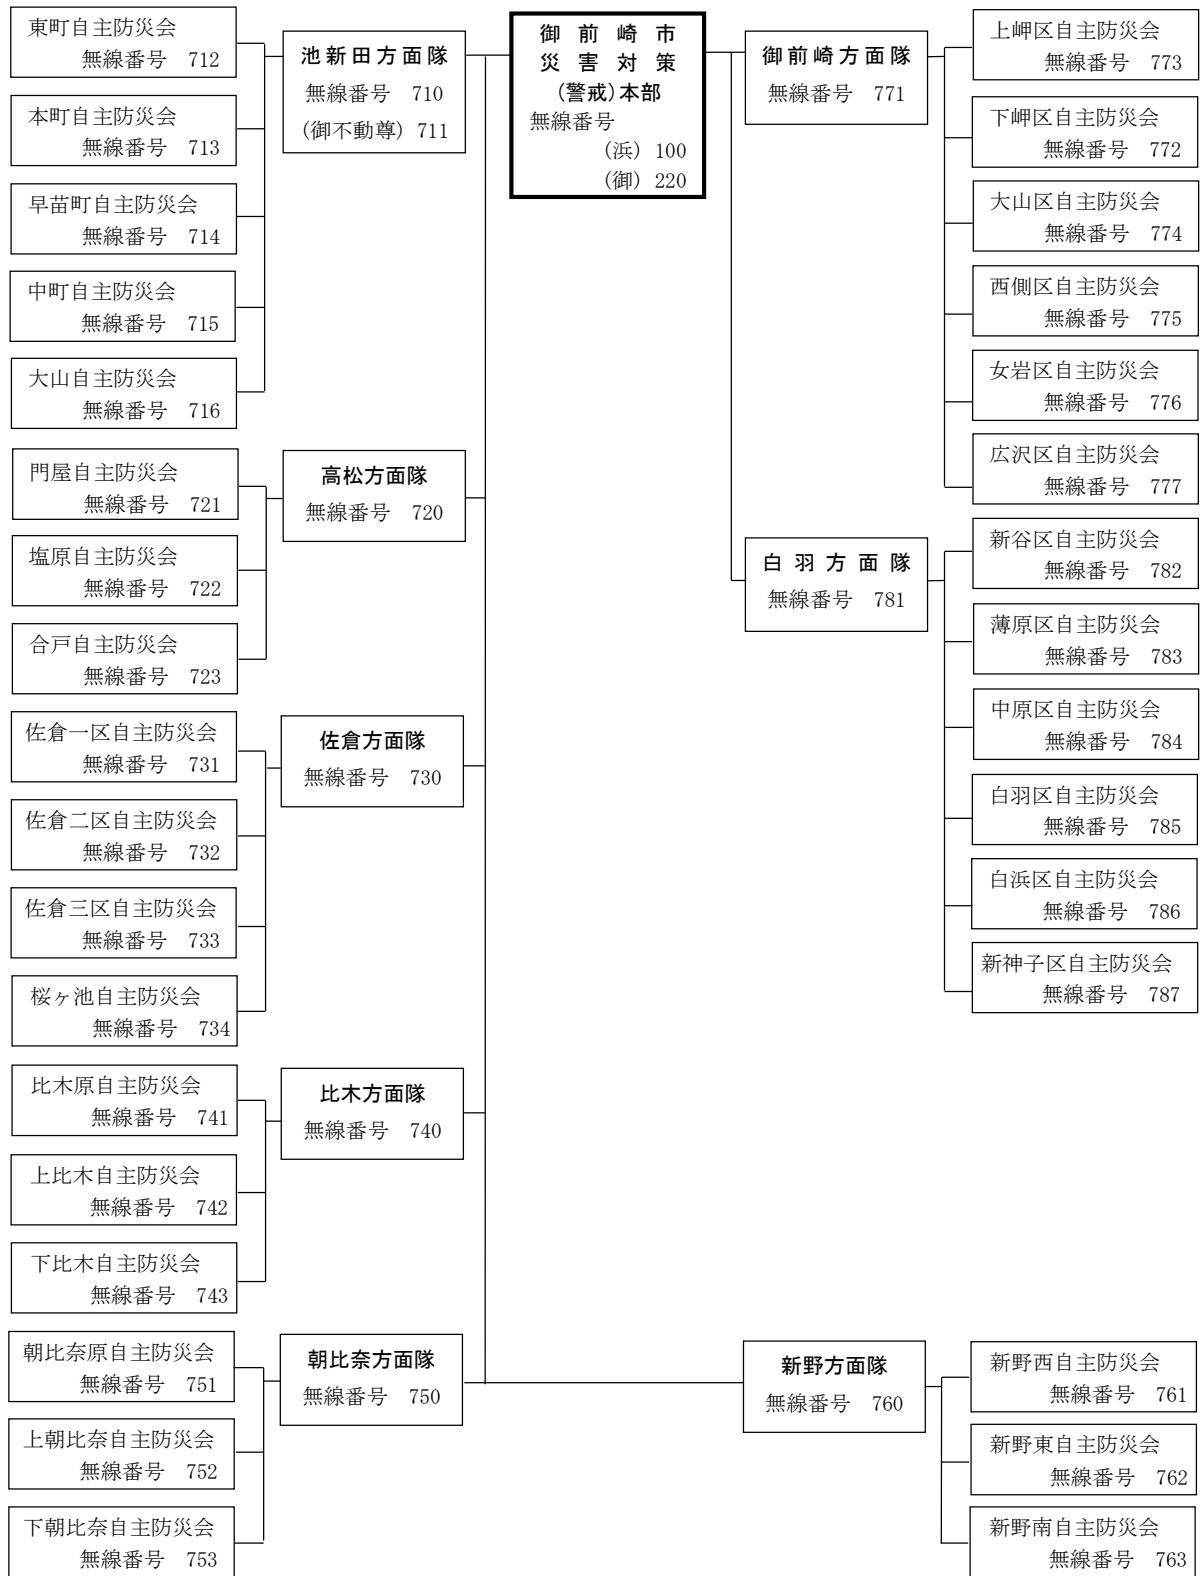 御前崎市
災害対策
(警戒)本部
無線番号
(浜) 100
(御) 220
池新田方面隊
無線番号 710
(御不動尊) 711
東町自主防災会
無線番号 712
本町自主防災会
無線番号 713
早苗町自主防災会
無線番号 714
中町自主防災会
無線番号 715
大山自主防災会
無線番号 716
高松方面隊
無線番号 720
門屋自主防災会
無線番号 721
塩原自主防災会
無線番号 722
合戸自主防災会
無線番号 723
佐倉方面隊
無線番号 730
佐倉一区自主防災会
無線番号 731
佐倉二区自主防災会
無線番号 732
佐倉三区自主防災会
無線番号 733
桜ヶ池自主防災会
無線番号 734
比木方面隊
無線番号 740
比木原自主防災会
無線番号 741
上比木自主防災会
無線番号 742
下比木自主防災会
無線番号 743
朝比奈方面隊
無線番号 750
朝比奈原自主防災会
無線番号 751
上朝比奈自主防災会
無線番号 752
下朝比奈自主防災会
無線番号 753
御前崎方面隊
無線番号 771
上岬区自主防災会
無線番号 773
下岬区自主防災会
無線番号 772
大山区自主防災会
無線番号 774
西側区自主防災会
無線番号 775
女岩区自主防災会
無線番号 776
広沢区自主防災会
無線番号 777
白羽方面隊
無線番号 781
新谷区自主防災会
無線番号 782
薄原区自主防災会
無線番号 783
中原区自主防災会
無線番号 784
白羽区自主防災会
無線番号 785
白浜区自主防災会
無線番号 786
新神子区自主防災会
無線番号 787
新野方面隊
無線番号 760
新野西自主防災会
無線番号 761
新野東自主防災会
無線番号 762
新野南自主防災会
無線番号 763